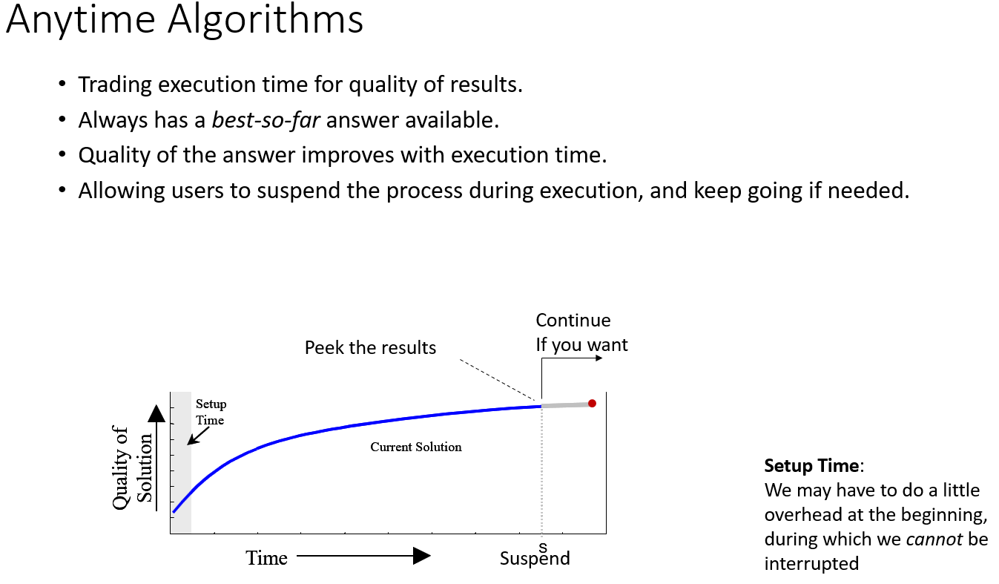 Anytime Algorithms
• Trading execution time for quality of results.
• Always has a best-so-far answer available.
• Quality of the answer improves with execution time.
• Allowing users to suspend the process during execution, and keep going if needed.
Continue
If you want
Peek the results
Setup
Time
Quality of
Solution
Current Solution
Setup Time:
We may have to do a little
overhead at the beginning,
during which we cannot be
interrupted
S
Time
Suspend